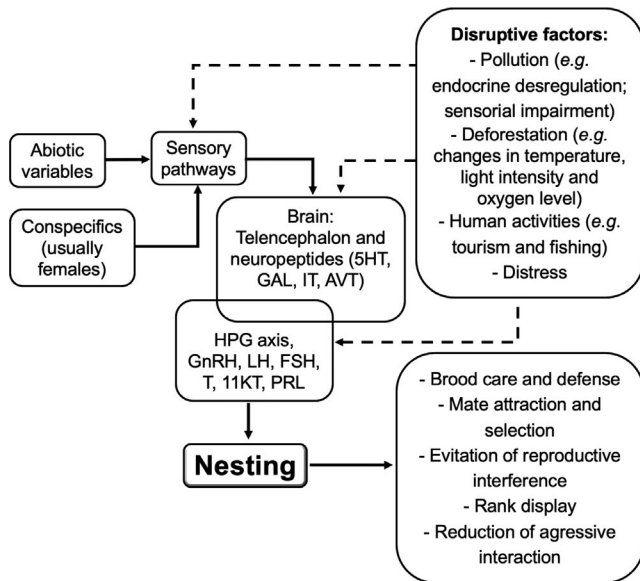 Disruptive factors:
- Pollution (e.g.
endocrine desregulation;
sensorial impairment)
- Deforestation (e.g.
changes in temperature,
light intensity and
oxygen level)
- Human activities (e.g.
tourism and fishing)
- Distress
Abiotic
variables
Sensory
pathways
Conspecifics
(usually
females)
Brain:
Telencephalon and
neuropeptides (5HT,
GAL, IT, AVT)
HPG axis,
GnRH, LH, FSH,
T, 11KT, PRL
Nesting
- Brood care and defense
- Mate attraction and
selection
- Evitation of reproductive
interference
- Rank display
- Reduction of agressive
interaction